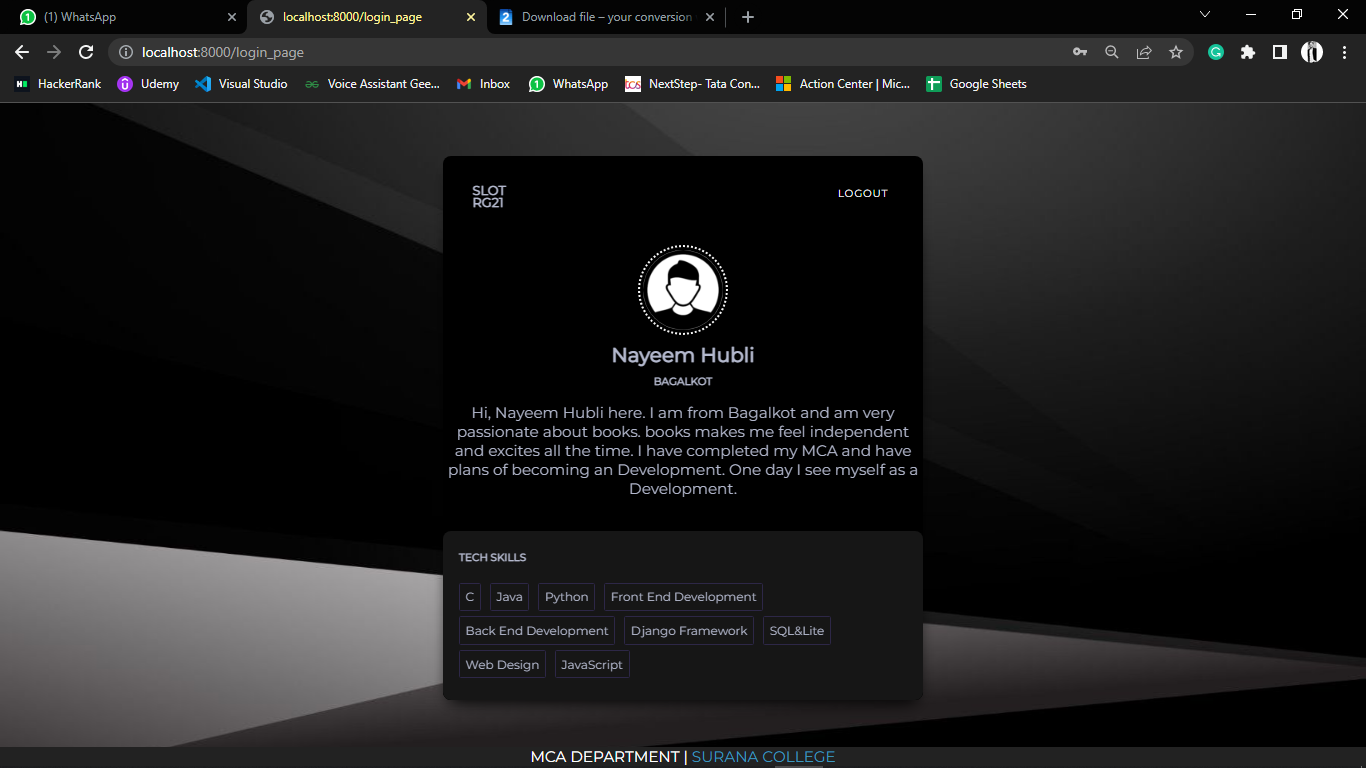 (1) WhatsApp
localhost:8000/login_page
Download file – your conversion
localhost:8000/login_page
HackerRank
Udemy
Visual Studio
Voice Assistant Gee...
Inbox
WhatsApp
NextStep- Tata Con...
Action Center | Mic...
Google Sheets
SLOT
RG21
LOGOUT
Nayeem Hubli
BAGALKOT
Hi, Nayeem Hubli here. I am from Bagalkot and am very
passionate about books. books makes me feel independent
and excites all the time. I have completed my MCA and have
plans of becoming an Development. One day I see myself as a
Development.
TECH SKILLS
C Java Python Front End Development
Back End Development Django Framework SQL&Lite
Web Design JavaScript
MCA DEPARTMENT | SURANA COLLEGE